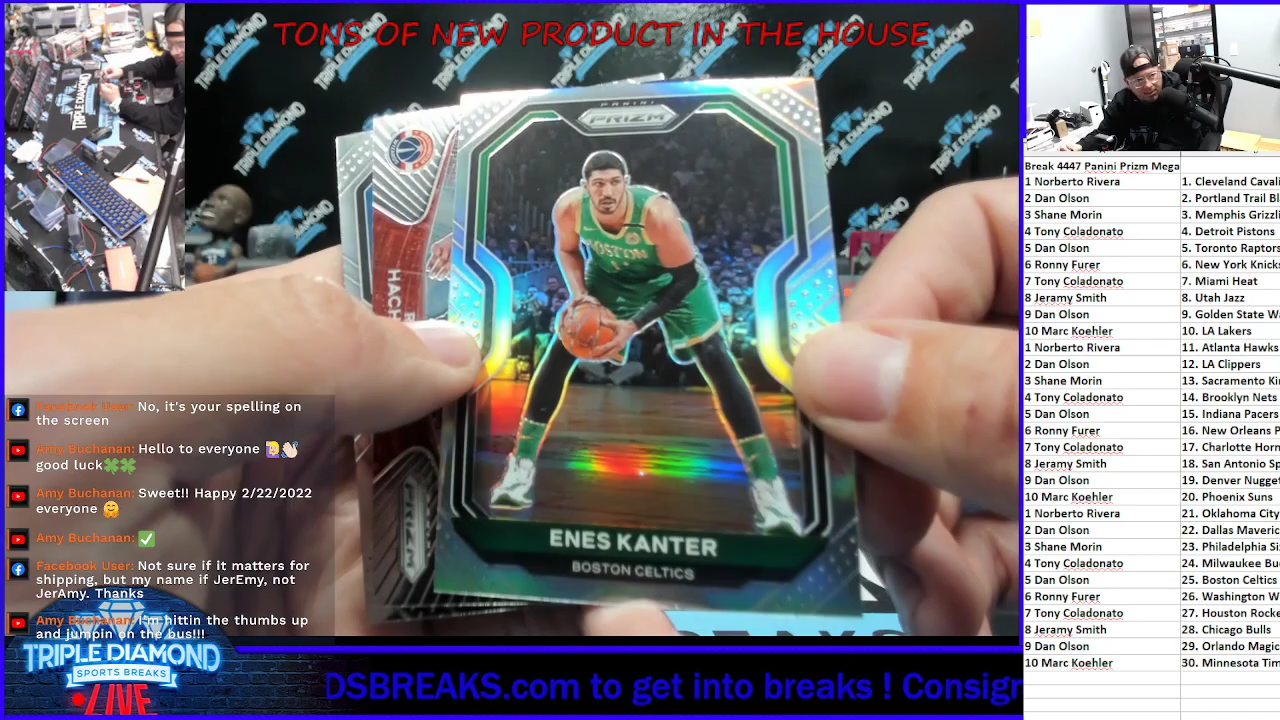 TONS OF NEW PRODUCT IN THE HOUSE
TRIPLE DIAMOND
PANINI
PRIZM
BOSTON
ENES KANTER
BOSTON CELTICS
HACH
PRIZM
No, it's your spelling on
the screen
Amy Buchanan: Hello to everyone 🙋👋🏻
good luck🍀🍀
Amy Buchanan: Sweet!! Happy 2/22/2022
everyone 🤗
Amy Buchanan: ✅
Facebook User: Not sure if it matters for
shipping, but my name if JerEmy, not
JerAmy. Thanks
Amy Buchanan: I'm hittin the thumbs up
and jumpin on the bus!!!
TRIPLE DIAMOND
SPORTS BREAKS
LIVE
DSBREAKS.com to get into breaks ! Consign
Break 4447 Panini Prizm Mega
1 Norberto Rivera 1. Cleveland Cavali
2 Dan Olson 2. Portland Trail Bl
3 Shane Morin 3. Memphis Grizzl
4 Tony Coladonato 4. Detroit Pistons
5 Dan Olson 5. Toronto Raptors
6 Ronny Furer 6. New York Knick
7 Tony Coladonato 7. Miami Heat
8 Jeramy Smith 8. Utah Jazz
9 Dan Olson 9. Golden State Wa
10 Marc Koehler 10. LA Lakers
1 Norberto Rivera 11. Atlanta Hawks
2 Dan Olson 12. LA Clippers
3 Shane Morin 13. Sacramento Kin
4 Tony Coladonato 14. Brooklyn Nets
5 Dan Olson 15. Indiana Pacers
6 Ronny Furer 16. New Orleans P
7 Tony Coladonato 17. Charlotte Horn
8 Jeramy Smith 18. San Antonio Sp
9 Dan Olson 19. Denver Nugget
10 Marc Koehler 20. Phoenix Suns
1 Norberto Rivera 21. Oklahoma City
2 Dan Olson 22. Dallas Maveric
3 Shane Morin 23. Philadelphia Si
4 Tony Coladonato 24. Milwaukee Bu
5 Dan Olson 25. Boston Celtics
6 Ronny Furer 26. Washington W
7 Tony Coladonato 27. Houston Rocke
8 Jeramy Smith 28. Chicago Bulls
9 Dan Olson 29. Orlando Magic
10 Marc Koehler 30. Minnesota Tim